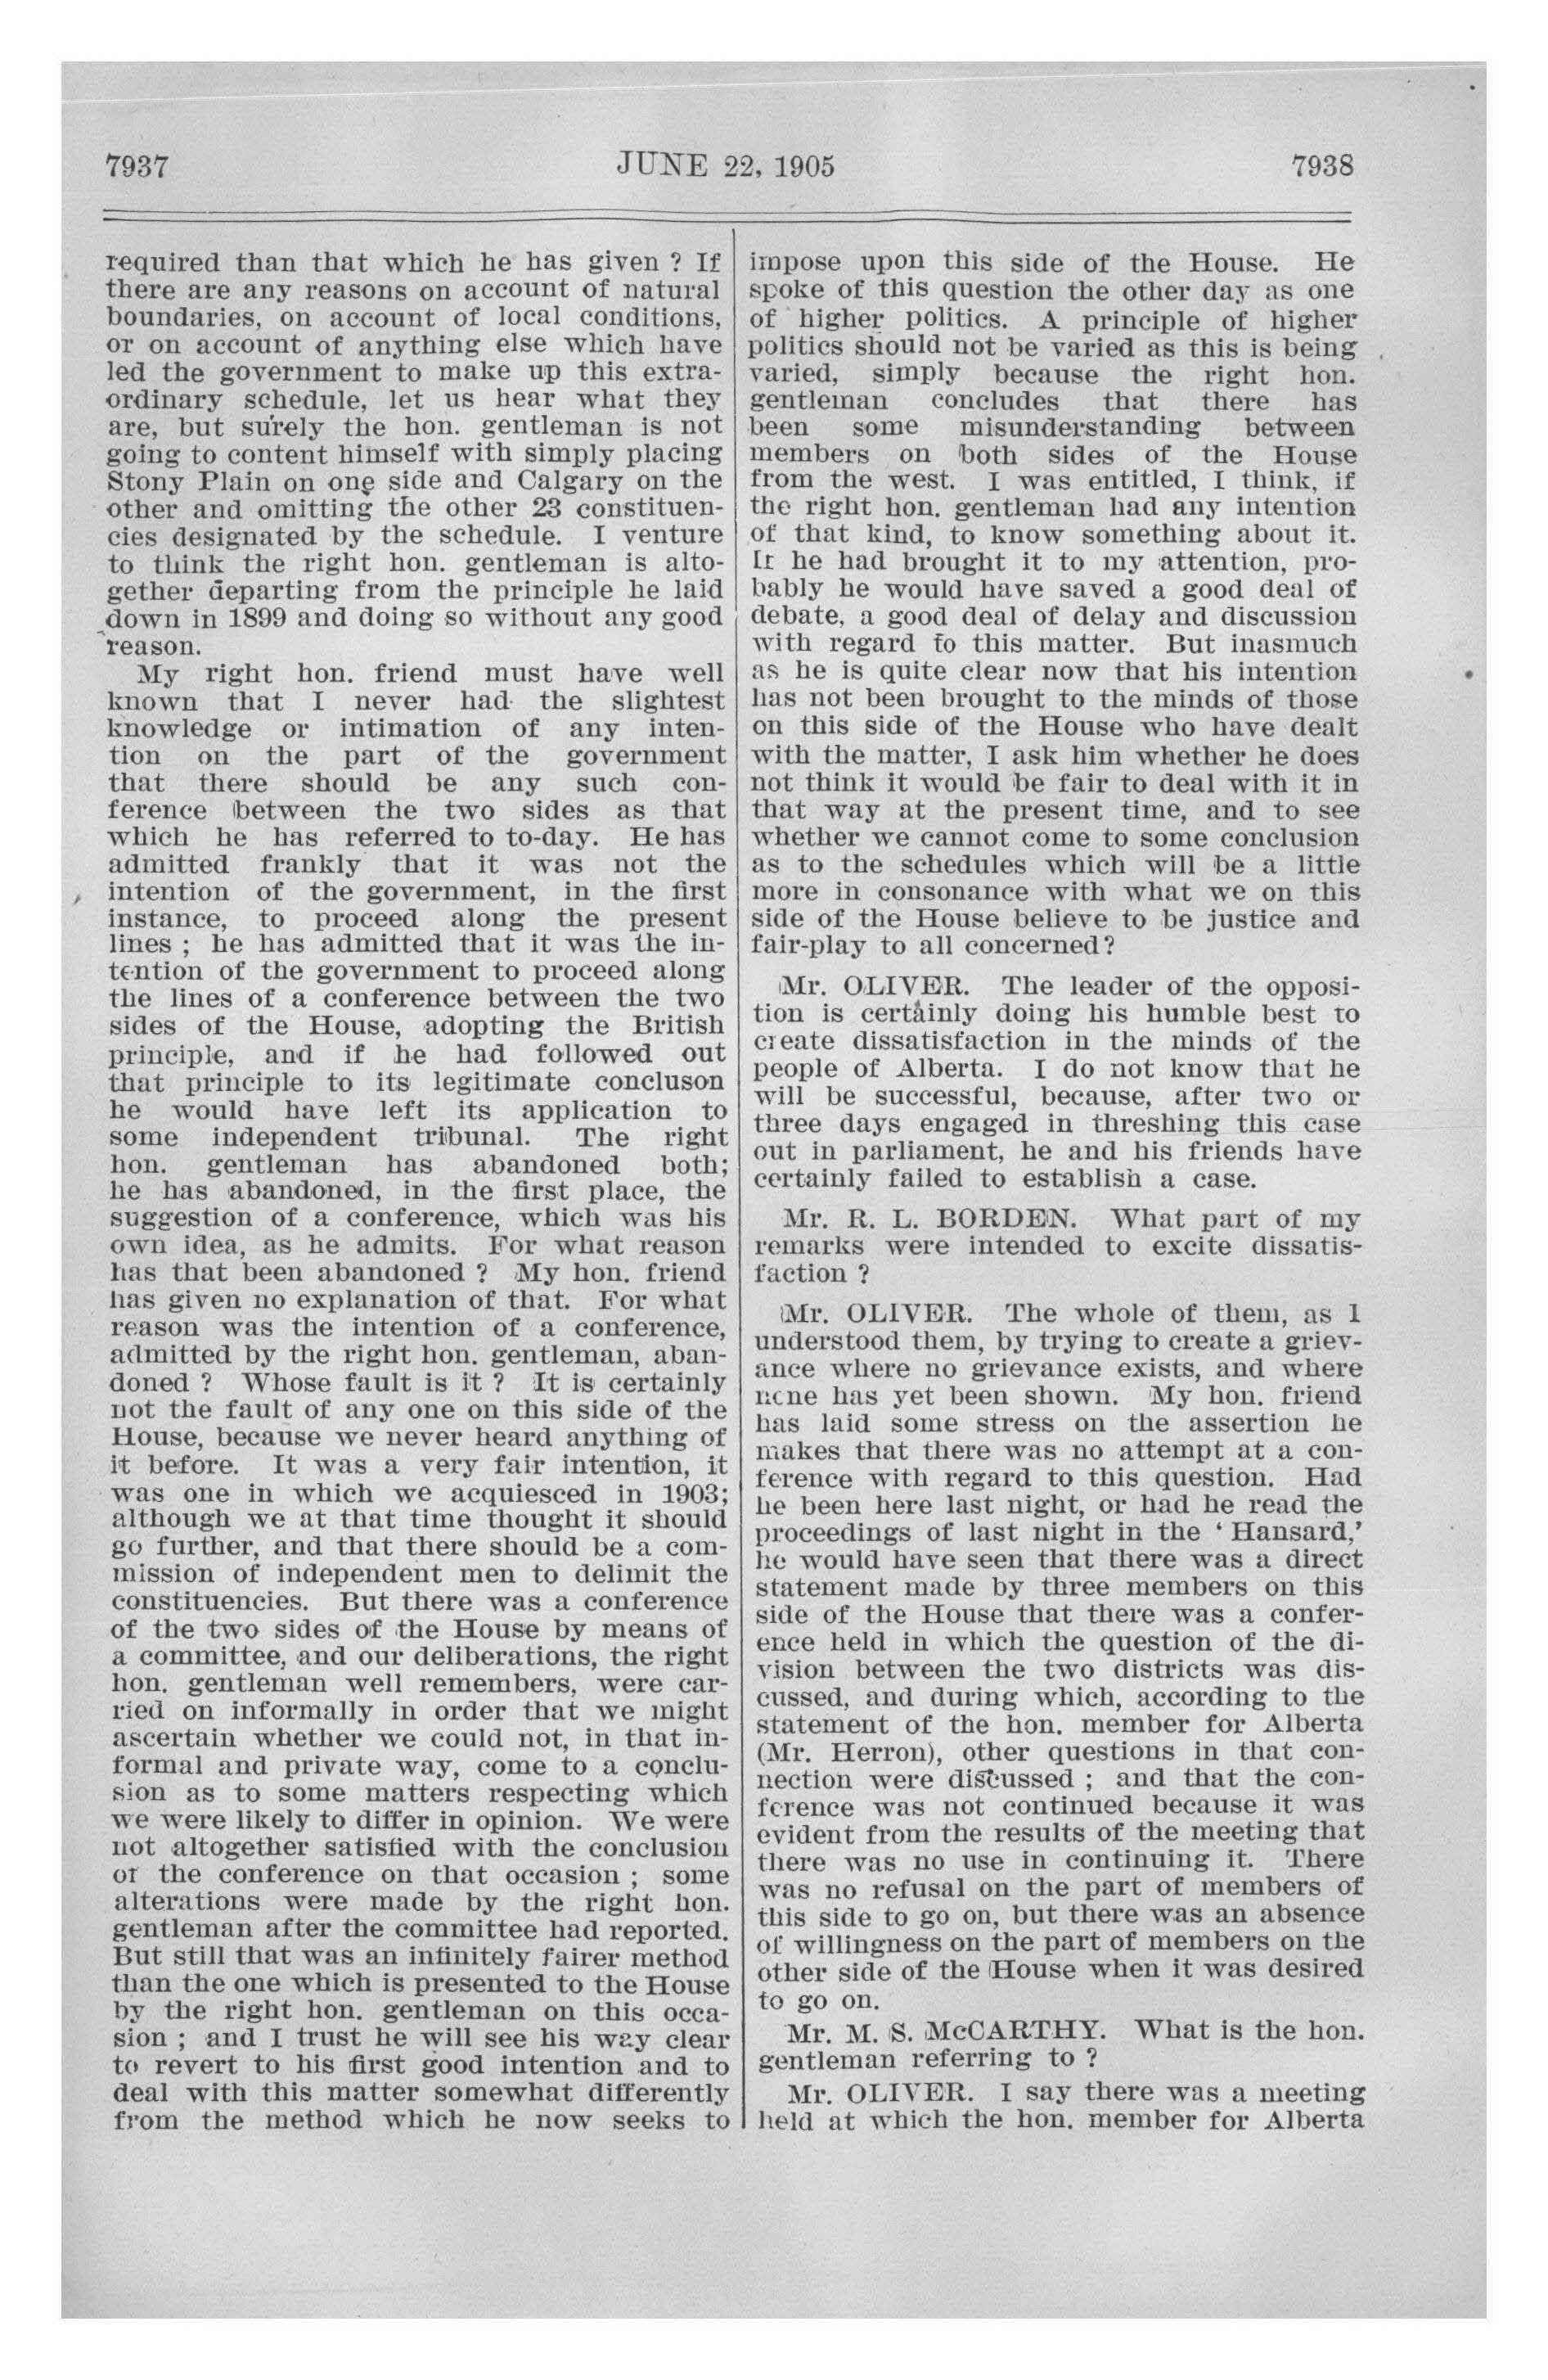 7937 JUNE 22, 1905 7938
required than that which he has given ? If
there are any reasons on account of natural
boundaries, on account of local conditions,
or on account of anything else which have
led the government to make up this extra-
ordinary schedule, let us hear what they
are, but surely the hon. gentleman is not
going to content himself with simply placing
Stony Plain on one side and Calgary on the
other and omitting the other 23 constituen-
cies designated by the schedule. I venture
to think the right hon. gentleman is alto-
gether departing from the principle he laid
down in 1899 and doing so without any good
reason.
My right hon. friend must have well
known that I never had the slightest
knowledge or intimation of any inten-
tion on the part of the government
that there should be any such con-
ference between the two sides as that
which he has referred to to-day. He has
admitted frankly that it was not the
intention of the government, in the first
instance, to proceed along the present
lines ; he has admitted that it was the in-
tention of the government to proceed along
the lines of a conference between the two
sides of the House, adopting the British
principle, and if he had followed out
that principle to its legitimate concluson
he would have left its application to
some independent tribunal. The right
hon. gentleman has abandoned both;
he has abandoned, in the first place, the
suggestion of a conference, which was his
own idea, as he admits. For what reason
has that been abandoned ? My hon. friend
has given no explanation of that. For what
reason was the intention of a conference,
admitted by the right hon. gentleman, aban-
doned ? Whose fault is it ? It is certainly
not the fault of any one on this side of the
House, because we never heard anything of
it before. It was a very fair intention, it
was one in which we acquiesced in 1903;
although we at that time thought it should
go further, and that there should be a com-
mission of independent men to delimit the
constituencies. But there was a conference
of the two sides of the House by means of
a committee, and our deliberations, the right
hon. gentleman well remembers, were car-
ried on informally in order that we might
ascertain whether we could not, in that in-
formal and private way, come to a conclu-
sion as to some matters respecting which
we were likely to differ in opinion. We were
not altogether satisfied with the conclusion
of the conference on that occasion ; some
alterations were made by the right hon.
gentleman after the committee had reported.
But still that was an infinitely fairer method
than the one which is presented to the House
by the right hon. gentleman on this occa-
sion ; and I trust he will see his way clear
to revert to his first good intention and to
deal with this matter somewhat differently
from the method which he now seeks to
impose upon this side of the House. He
spoke of this question the other day as one
of higher politics. A principle of higher
politics should not be varied as this is being
varied, simply because the right hon.
gentleman concludes that there has
been some misunderstanding between
members on both sides of the House
from the west. I was entitled, I think, if
the right hon. gentleman had any intention
of that kind, to know something about it.
If he had brought it to my attention, pro-
bably he would have saved a good deal of
debate, a good deal of delay and discussion
with regard to this matter. But inasmuch
as he is quite clear now that his intention
has not been brought to the minds of those
on this side of the House who have dealt
with the matter, I ask him whether he does
not think it would be fair to deal with it in
that way at the present time, and to see
whether we cannot come to some conclusion
as to the schedules which will be a little
more in consonance with what we on this
side of the House believe to be justice and
fair-play to all concerned?
Mr. OLIVER. The leader of the opposi-
tion is certainly doing his humble best to
create dissatisfaction in the minds of the
people of Alberta. I do not know that he
will be successful, because, after two or
three days engaged in threshing this case
out in parliament, he and his friends have
certainly failed to establish a case.
Mr. R. L. BORDEN. What part of my
remarks were intended to excite dissatis-
faction ?
Mr. OLIVER. The whole of them, as I
understood them, by trying to create a griev-
ance where no grievance exists, and where
none has yet been shown. My hon. friend
has laid some stress on the assertion he
makes that there was no attempt at a con-
ference with regard to this question. Had
he been here last night, or had he read the
proceedings of last night in the ‘ Hansard,’
he would have seen that there was a direct
statement made by three members on this
side of the House that there was a confer-
ence held in which the question of the di-
vision between the two districts was dis-
cussed, and during which, according to the
statement of the hon. member for Alberta
(Mr. Herron), other questions in that con-
nection were discussed ; and that the con-
ference was not continued because it was
evident from the results of the meeting that
there was no use in continuing it. There
was no refusal on the part of members of
this side to go on, but there was an absence
of willingness on the part of members on the
other side of the House when it was desired
to go on.
Mr. M. S. McCARTHY. What is the hon.
gentleman referring to ?
Mr. OLIVER. I say there was a meeting
held at which the hon. member for Alberta